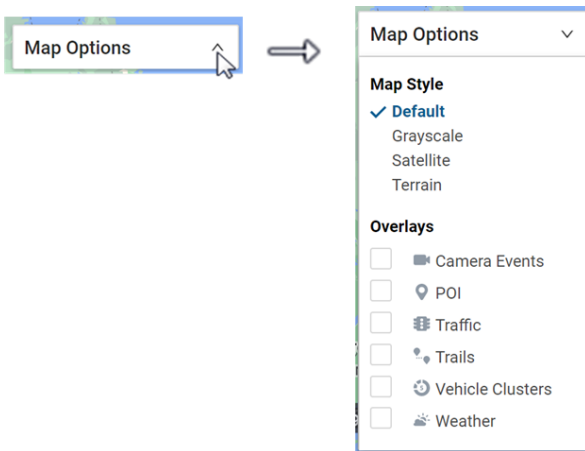 Map Options
Map Options
Map Style
Default
Grayscale
Satellite
Terrain
Overlays
Camera Events
POI
Traffic
Trails
Vehicle Clusters
Weather